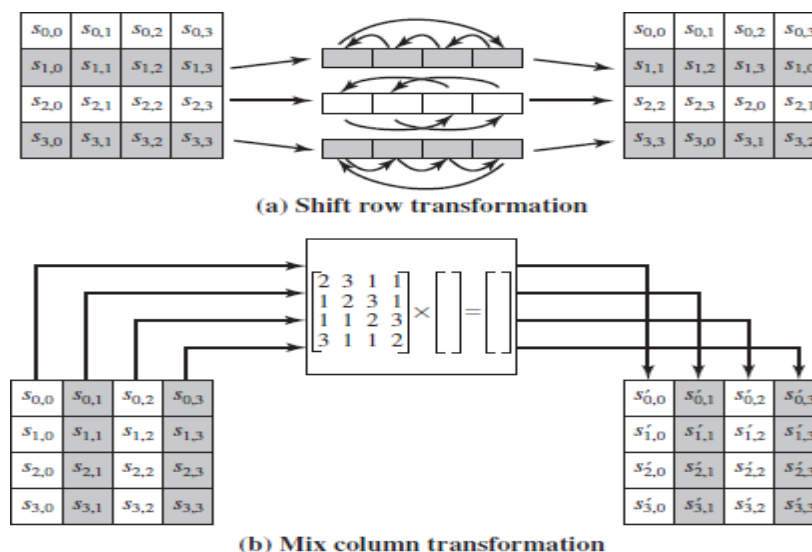 s0,0 s0,1 s0,2 s0,3 s0,0 s0,1 s0,2 s0,3
s1,0 s1,1 s1,2 s1,3 s1,1 s1,2 s1,3 s1,0
s2,0 s2,1 s2,2 s2,3 s2,2 s2,3 s2,0 s2,1
s3,0 s3,1 s3,2 s3,3 s3,3 s3,0 s3,1 s3,2
(a) Shift row transformation
2 3 1 1
1 2 3 1
1 1 2 3
3 1 1 2
× =
s0,0 s0,1 s0,2 s0,3 s′0,0 s′0,1 s′0,2 s′0,3
s1,0 s1,1 s1,2 s1,3 s′1,0 s′1,1 s′1,2 s′1,3
s2,0 s2,1 s2,2 s2,3 s′2,0 s′2,1 s′2,2 s′2,3
s3,0 s3,1 s3,2 s3,3 s′3,0 s′3,1 s′3,2 s′3,3
(b) Mix column transformation